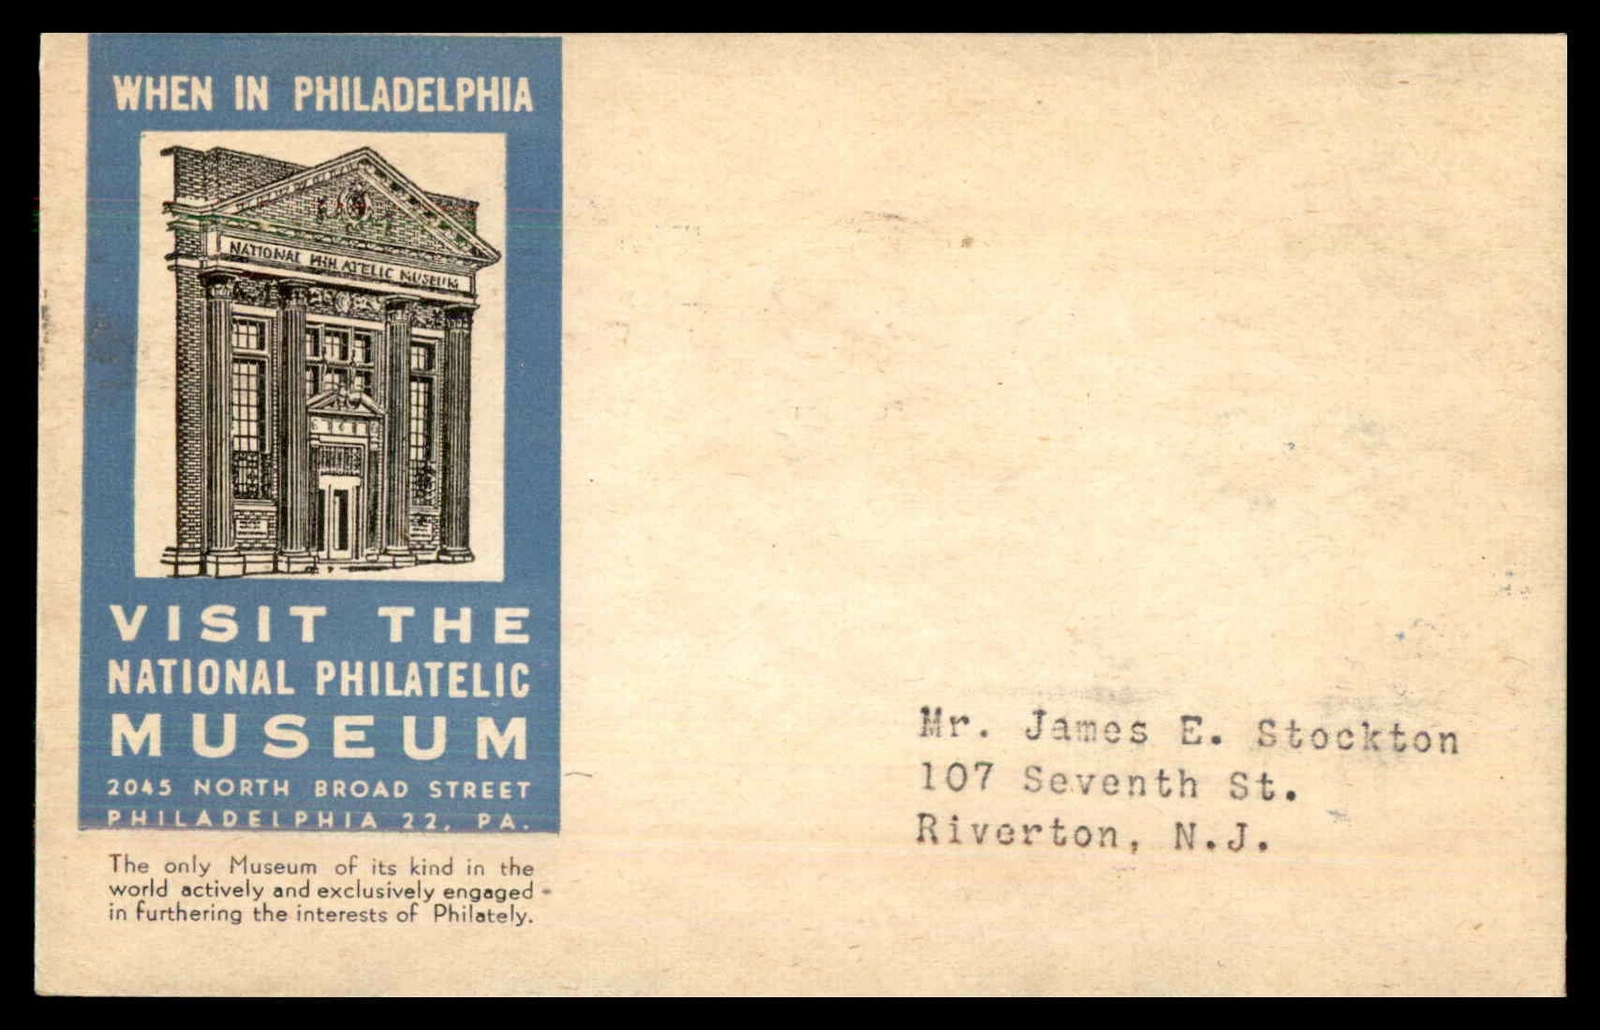 WHEN IN PHILADELPHIA
NATIONAL PHILATELIC MUSEUM
VISIT THE
NATIONAL PHILATELIC
MUSEUM
2045 NORTH BROAD STREET
PHILADELPHIA 22, PA.
The only Museum of its kind in the
world actively and exclusively engaged
in furthering the interests of Philately.
Mr. James E. Stockton
107 Seventh St.
Riverton, N.J.